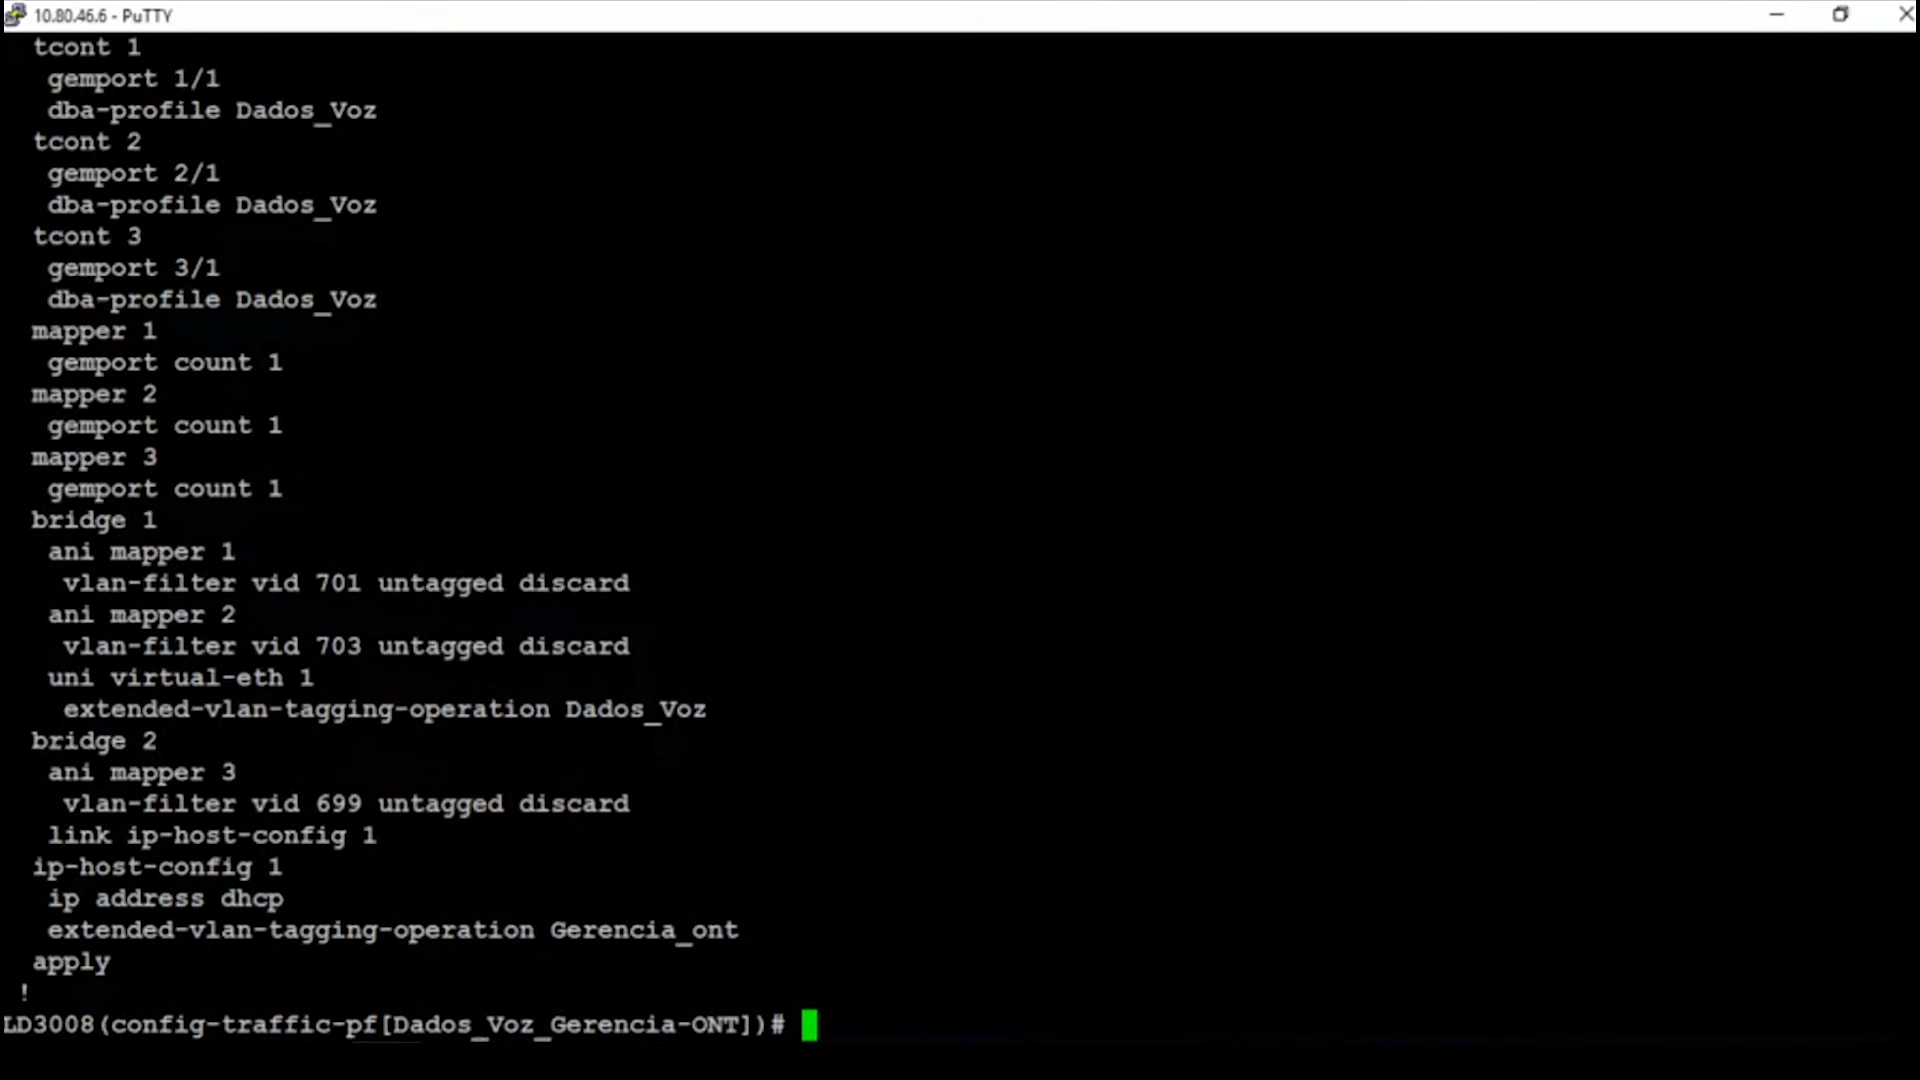 10.80.46.6 - PuTTY
tcont 1
gemport 1/1
dba-profile Dados_Voz
tcont 2
gemport 2/1
dba-profile Dados_Voz
tcont 3
gemport 3/1
dba-profile Dados_Voz
mapper 1
gemport count 1
mapper 2
gemport count 1
mapper 3
gemport count 1
bridge 1
ani mapper 1
vlan-filter vid 701 untagged discard
ani mapper 2
vlan-filter vid 703 untagged discard
uni virtual-eth 1
extended-vlan-tagging-operation Dados_Voz
bridge 2
ani mapper 3
vlan-filter vid 699 untagged discard
link ip-host-config 1
ip-host-config 1
ip address dhcp
extended-vlan-tagging-operation Gerencia_ont
apply
!
LD3008(config-traffic-pf[Dados_Voz_Gerencia-ONT])#